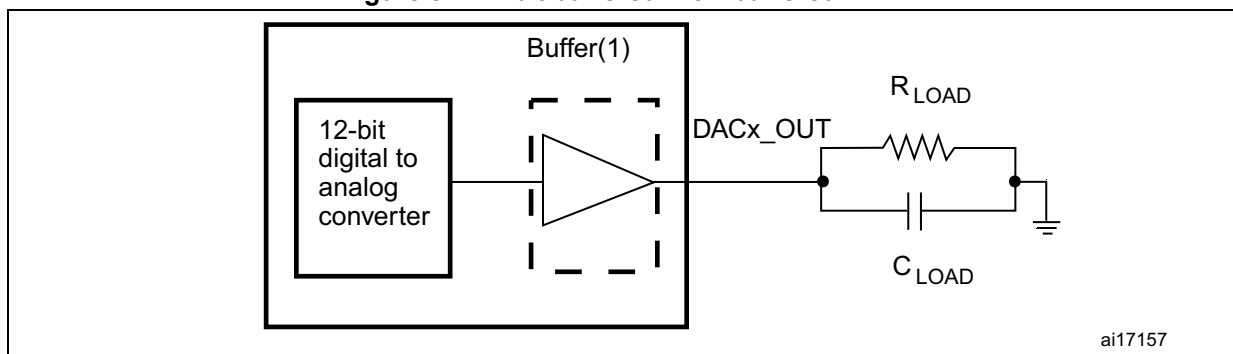 Buffer(1)
R LOAD
12-bit
digital to
analog
converter
DACx_OUT
C LOAD
ai17157